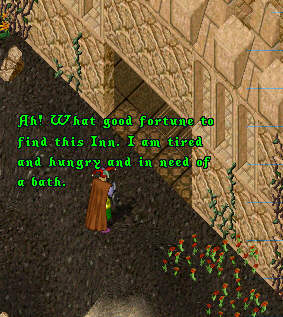 Ah! What good fortune to
find this Inn. I am tired
and hungry and in need of
a bath.